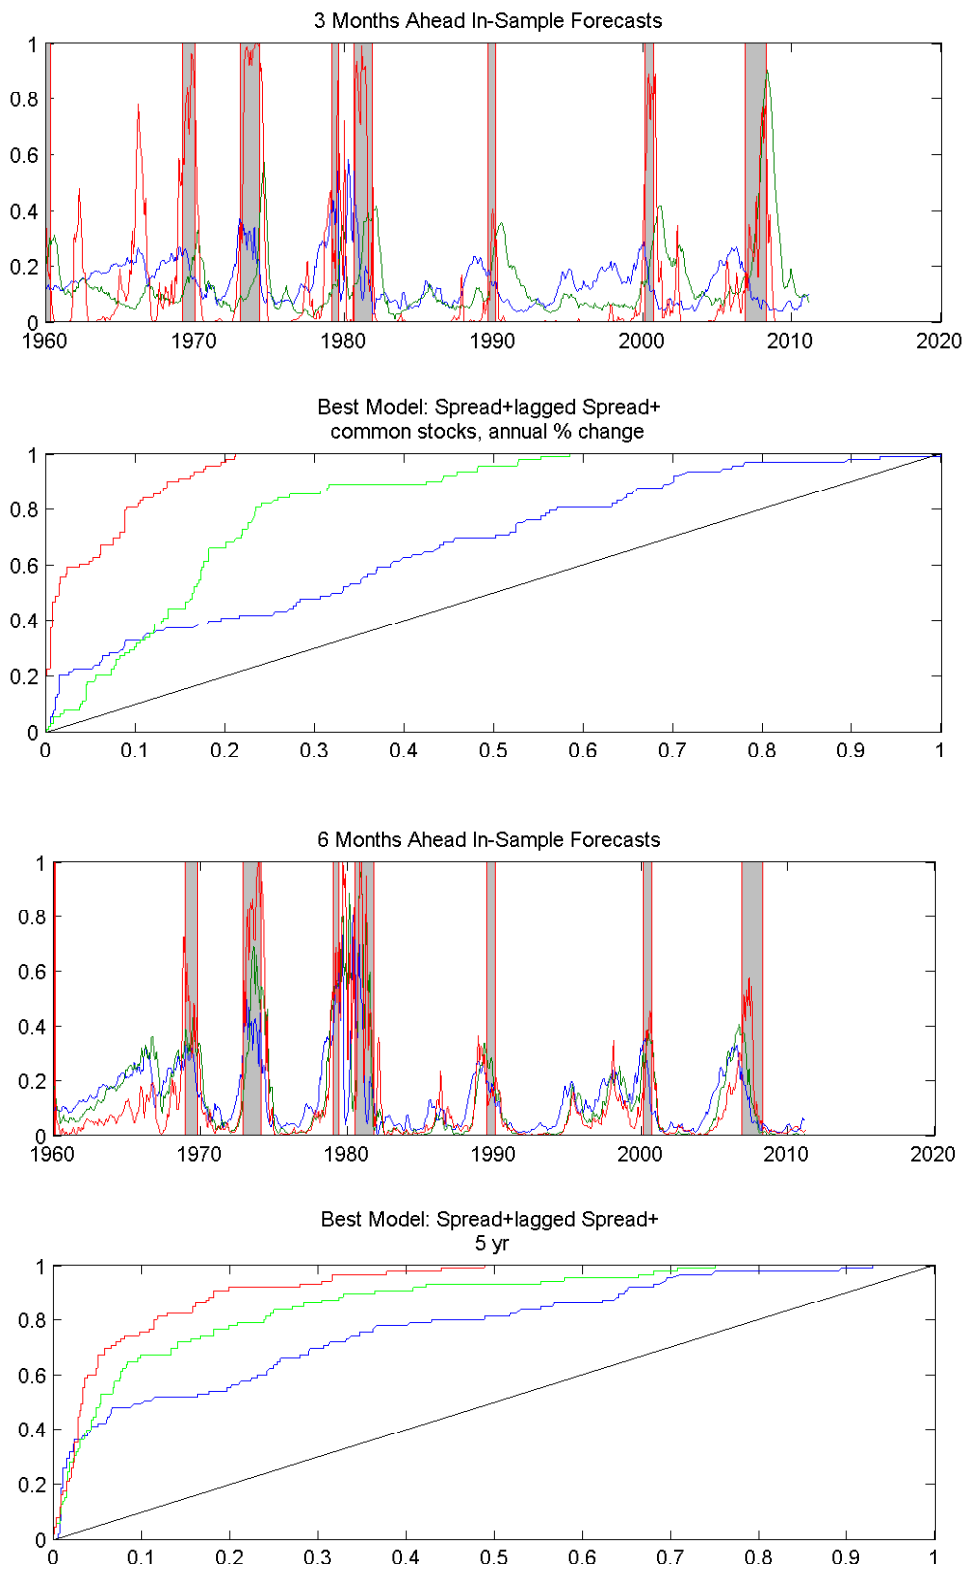 3 Months Ahead In-Sample Forecasts
1
0.8
0.6
0.4
0.2
0
1960 1970 1980 1990 2000 2010 2020
Best Model: Spread+lagged Spread+
common stocks, annual % change
1
0.8
0.6
0.4
0.2
0
0 0.1 0.2 0.3 0.4 0.5 0.6 0.7 0.8 0.9 1
6 Months Ahead In-Sample Forecasts
1
0.8
0.6
0.4
0.2
0
1960 1970 1980 1990 2000 2010 2020
Best Model: Spread+lagged Spread+
5 yr
1
0.8
0.6
0.4
0.2
0
0 0.1 0.2 0.3 0.4 0.5 0.6 0.7 0.8 0.9 1